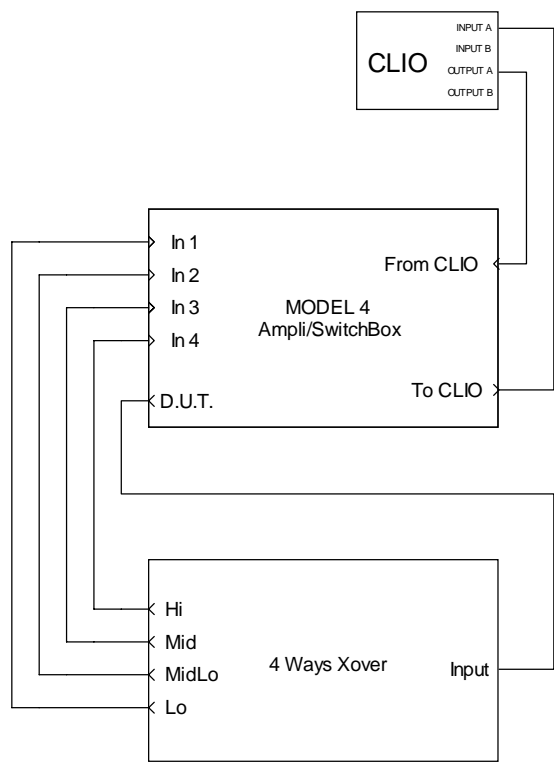 INPUT A
INPUT B
CLIO
OUTPUT A
OUTPUT B
In 1
In 2
In 3
In 4
D.U.T.
MODEL 4
Ampli/SwitchBox
From CLIO
To CLIO
Hi
Mid
MidLo
Lo
4 Ways Xover
Input